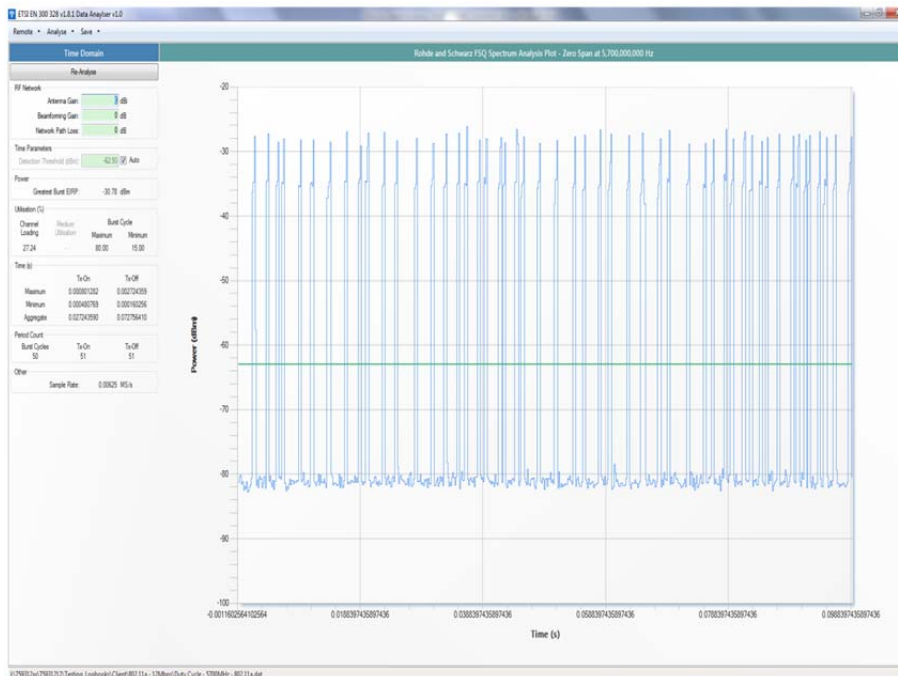 ETSI EN 300 328 v1.8.1 Data Anaylser v1.0
Remote Analyse Save
Time Domain
Rohde and Schwarz FSQ Spectrum Analysis Plot - Zero Span at 5,700,000,000 Hz
Re-Analyse
RF Network
Antenna Gain: dBi
Beamforming Gain: 0 dB
Network Path Loss: 0 dB
Time Parameters
Detection Threshold (dBm): Auto
Power
Greatest Burst EIRP: -30.78 dBm
Utilisation (%)
Channel Loading
Medium Utilisation
Burst Cycle
Maximum Minimum
27.24 80.00 15.00
Time (s)
Tx-On Tx-Off
Maximum 0.000801282 0.002724359
Minimum 0.000480769 0.000160256
Aggregate 0.027243590 0.072756410
Period Count
Burst Cycles Tx-On Tx-Off
50 51 51
Other
Sample Rate: 0.00625 MS/s
Power (dBm)
-20
-30
-40
-50
-60
-70
-80
-90
-100
-0.0011602564102564 0.0188397435897436 0.0388397435897436 0.0588397435897436 0.0788397435897436 0.0988397435897436
Time (s)